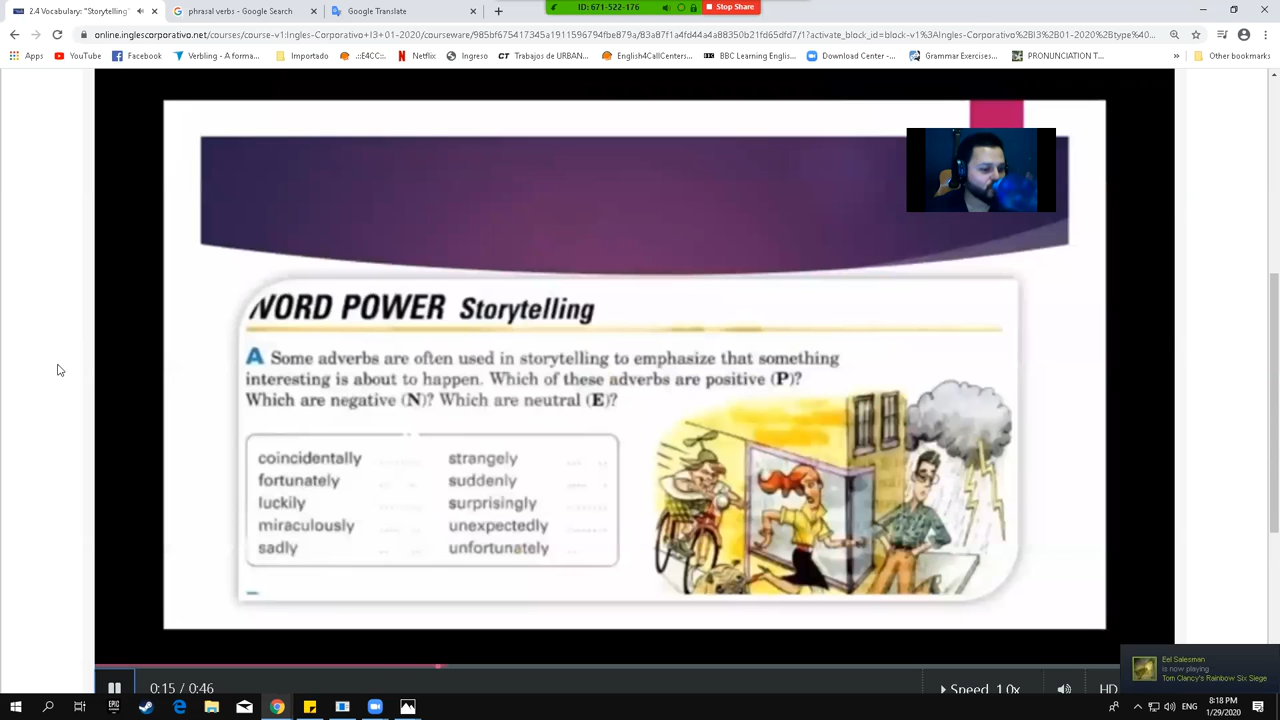 2.4 Vocabulary: "Storytelling"
phrasal verbs - Google Search
Google Translate
ID: 671-522-176
Stop Share
online.inglescorporativo.net/courses/course-v1:Ingles-Corporativo+I3+01-2020/courseware/985bf675417345a1911596794fbe879a/83a87f1a4fd44a4a88350b21fd65dfd7/1?activate_block_id=block-v1%3AIngles-Corporativo%2BI3%2B01-2020%2Btype%40...
Apps
YouTube
Facebook
Verbling - A forma...
Importado
.::E4CC::.
Netflix
Ingreso
CT Trabajos de URBAN...
English4CallCenters...
BBC Learning English...
Download Center -...
Grammar Exercises...
PRONUNCIATION T...
»
Other bookmarks
WORD POWER Storytelling
A Some adverbs are often used in storytelling to emphasize that something
interesting is about to happen. Which of these adverbs are positive (P)?
Which are negative (N)? Which are neutral (E)?
coincidentally strangely
fortunately suddenly
luckily surprisingly
miraculously unexpectedly
sadly unfortunately
Eel Salesman
is now playing
Tom Clancy's Rainbow Six Siege
0:15 / 0:46
Speed 1.0x
HD
EPIC
ENG
8:18 PM
1/29/2020